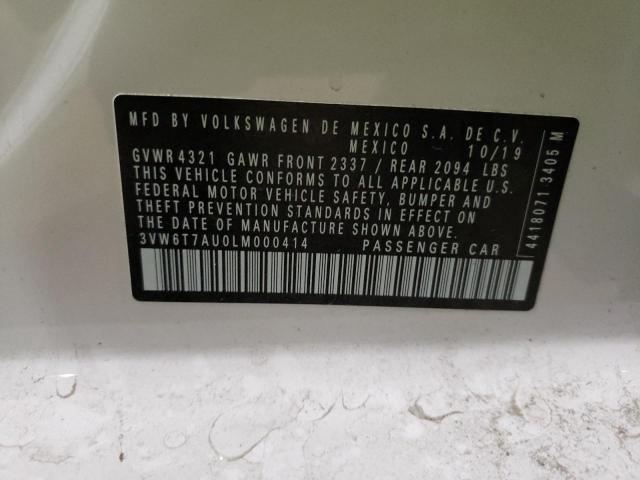 MFD BY VOLKSWAGEN DE MEXICO S.A. DE C.V.
MEXICO 10/19
GVWR 4321 GAWR FRONT 2337 / REAR 2094 LBS
THIS VEHICLE CONFORMS TO ALL APPLICABLE U.S.
FEDERAL MOTOR VEHICLE SAFETY, BUMPER AND
THEFT PREVENTION STANDARDS IN EFFECT ON
THE DATE OF MANUFACTURE SHOWN ABOVE.
3VW6T7AU0LM000414 PASSENGER CAR
4418071 3405 M